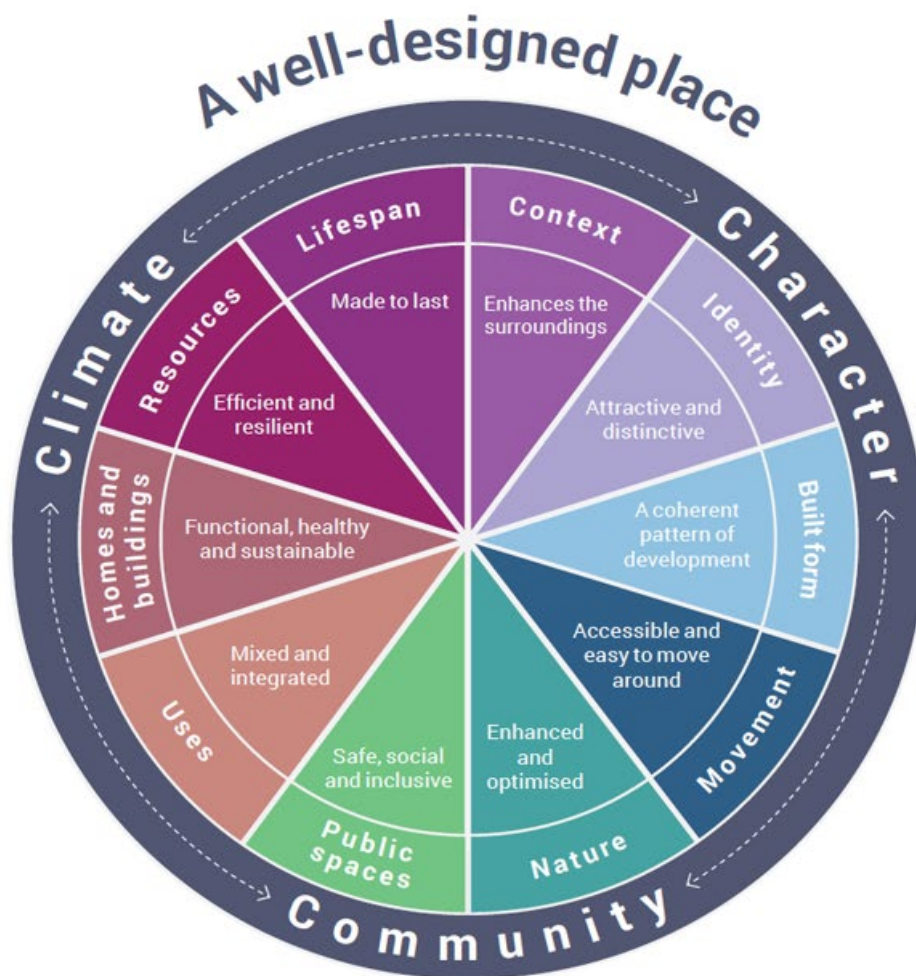 A well-designed place
Climate
Character
Community
Context
Enhances the
surroundings
Identity
Attractive and
distinctive
Built form
A coherent
pattern of
development
Movement
Accessible and
easy to move
around
Nature
Enhanced
and
optimised
Public
spaces
Safe, social
and inclusive
Uses
Mixed and
integrated
Homes and
buildings
Functional, healthy
and sustainable
Resources
Efficient and
resilient
Lifespan
Made to last